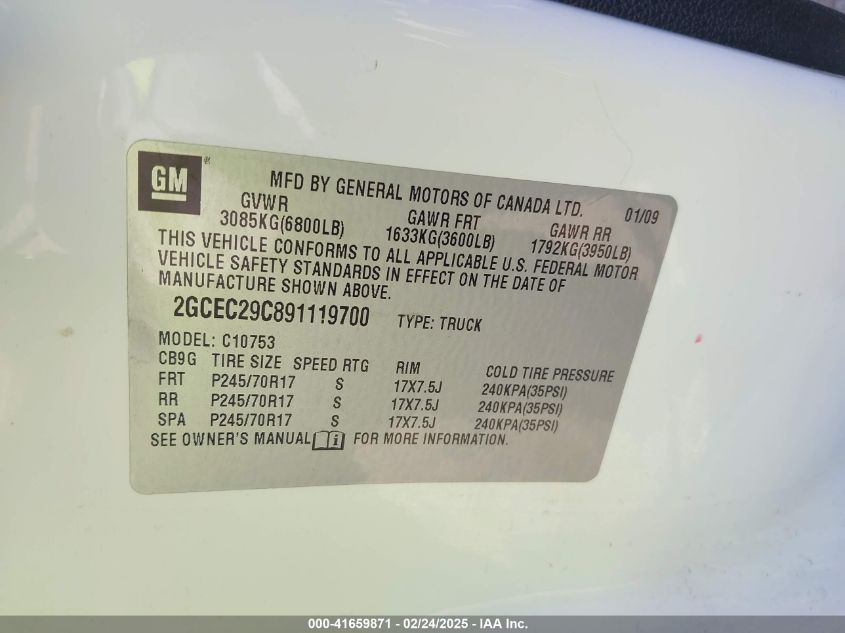 GM ®
MFD BY GENERAL MOTORS OF CANADA LTD. 01/09
GVWR GAWR FRT GAWR RR
3085KG(6800LB) 1633KG(3600LB) 1792KG(3950LB)
THIS VEHICLE CONFORMS TO ALL APPLICABLE U.S. FEDERAL MOTOR
VEHICLE SAFETY STANDARDS IN EFFECT ON THE DATE OF
MANUFACTURE SHOWN ABOVE.
2GCEC29C891119700 TYPE: TRUCK
MODEL: C10753
CB9G TIRE SIZE SPEED RTG RIM COLD TIRE PRESSURE
FRT P245/70R17 S 17X7.5J 240KPA(35PSI)
RR P245/70R17 S 17X7.5J 240KPA(35PSI)
SPA P245/70R17 S 17X7.5J 240KPA(35PSI)
SEE OWNER'S MANUAL i FOR MORE INFORMATION.
000-41659871 - 02/24/2025 - IAA Inc.